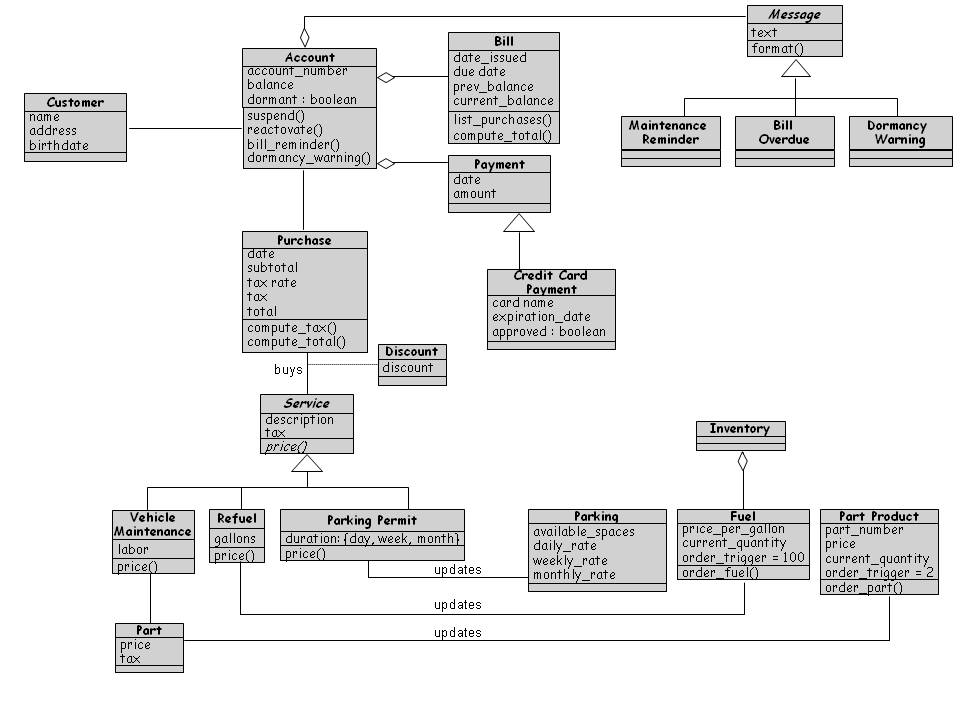 Message
text
format()
Account
account_number
balance
dormant : boolean
suspend()
reactovate()
bill_reminder()
dormancy_warning()
Bill
date_issued
due date
prev_balance
current_balance
list_purchases()
compute_total()
Customer
name
address
birthdate
Maintenance
Reminder
Bill
Overdue
Dormancy
Warning
Payment
date
amount
Purchase
date
subtotal
tax rate
tax
total
compute_tax()
compute_total()
Credit Card
Payment
card name
expiration_date
approved : boolean
Discount
discount
buys
Service
description
tax
price()
Inventory
Vehicle
Maintenance
labor
price()
Refuel
gallons
price()
Parking Permit
duration: {day, week, month}
price()
Parking
available_spaces
daily_rate
weekly_rate
monthly_rate
Fuel
price_per_gallon
current_quantity
order_trigger = 100
order_fuel()
Part Product
part_number
price
current_quantity
order_trigger = 2
order_part()
updates
updates
updates
Part
price
tax